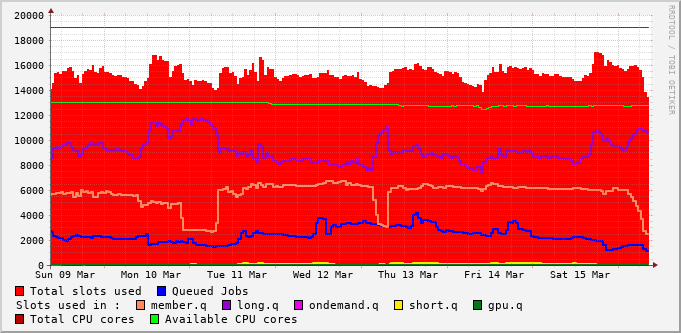 20000
18000
16000
14000
12000
10000
8000
6000
4000
2000
0
Sun 09 Mar Mon 10 Mar Tue 11 Mar Wed 12 Mar Thu 13 Mar Fri 14 Mar Sat 15 Mar
Total slots used Queued Jobs
Slots used in : member.q long.q ondemand.q short.q gpu.q
Total CPU cores Available CPU cores
RRDTOOL / TOBI OETIKER